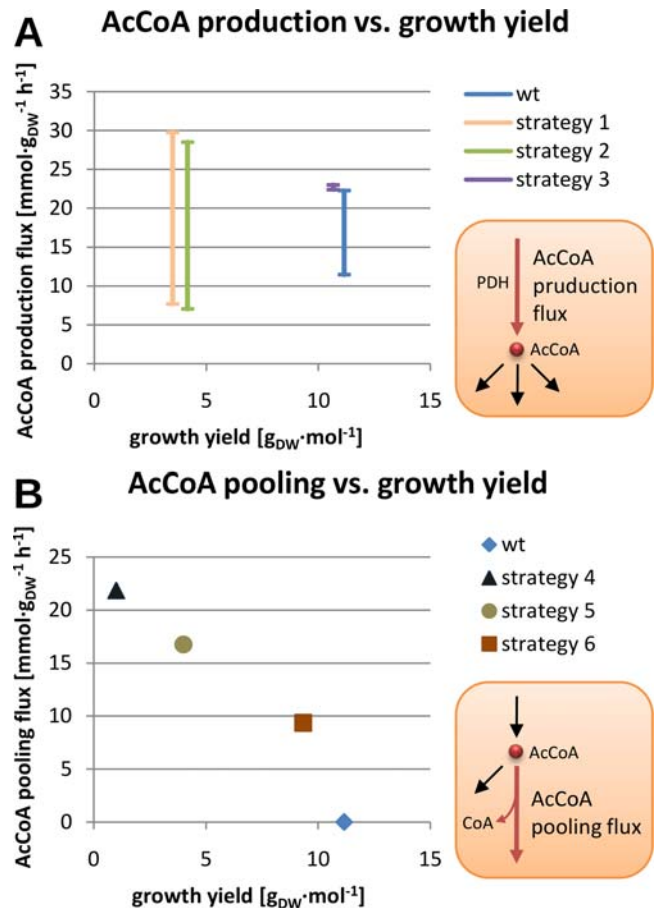 A
AcCoA production vs. growth yield
AcCoA production flux [mmol·g_DW⁻¹ h⁻¹]
35
30
25
20
15
10
5
0
0 5 10 15
growth yield [g_DW·mol⁻¹]
wt
strategy 1
strategy 2
strategy 3
PDH
AcCoA
pruduction
flux
AcCoA
B
AcCoA pooling vs. growth yield
AcCoA pooling flux [mmol·g_DW⁻¹ h⁻¹]
25
20
15
10
5
0
0 5 10 15
growth yield [g_DW·mol⁻¹]
wt
strategy 4
strategy 5
strategy 6
AcCoA
CoA
AcCoA
pooling flux